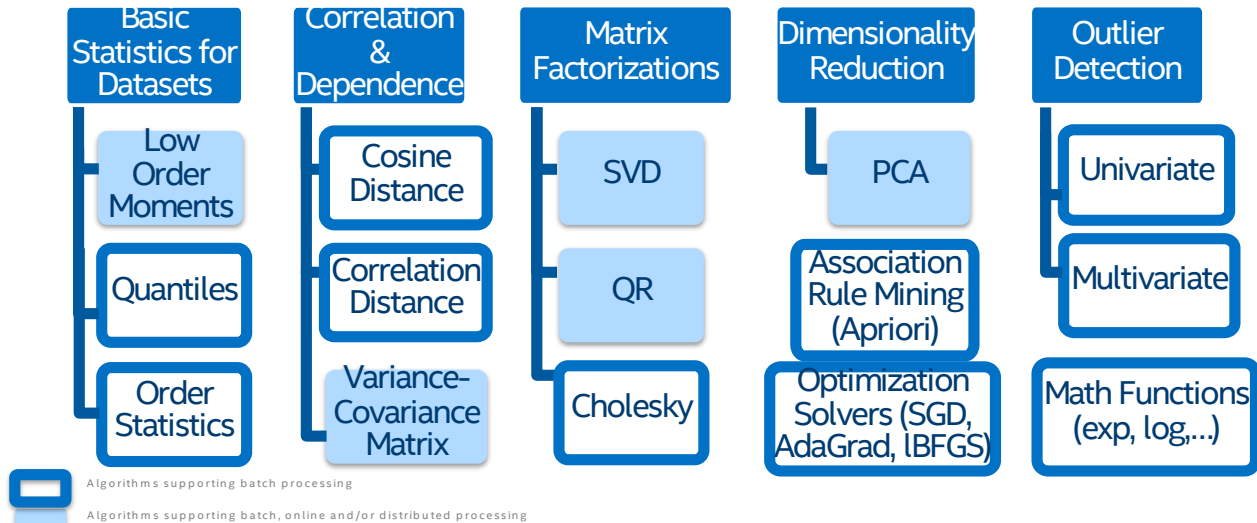 Basic
Statistics for
Datasets
Low
Order
Moments
Quantiles
Order
Statistics
Correlation
&
Dependence
Cosine
Distance
Correlation
Distance
Variance-
Covariance
Matrix
Matrix
Factorizations
SVD
QR
Cholesky
Dimensionality
Reduction
PCA
Association
Rule Mining
(Apriori)
Optimization
Solvers (SGD,
AdaGrad, lBFGS)
Outlier
Detection
Univariate
Multivariate
Math Functions
(exp, log,...)
Algorithms supporting batch processing
Algorithms supporting batch, online and/or distributed processing